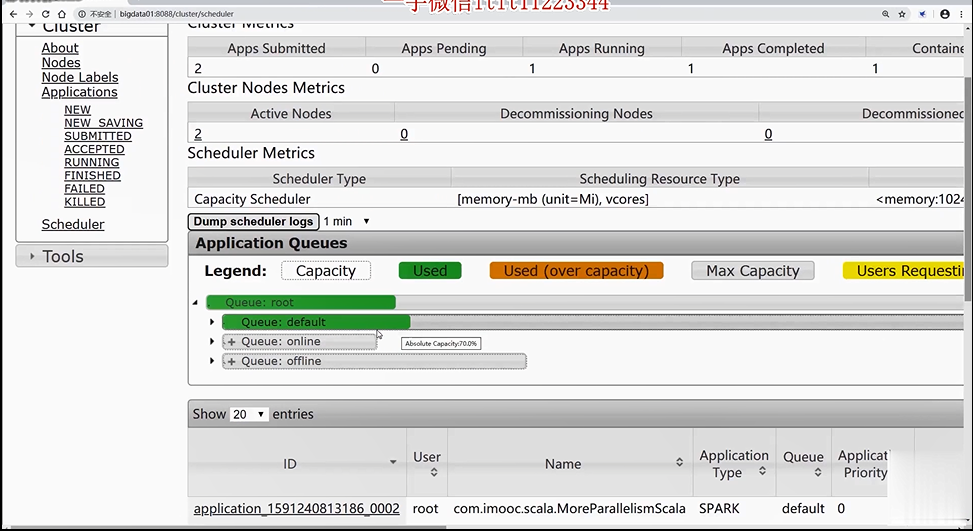 一手微信1t1t11223344
不安全 | bigdata01:8088/cluster/scheduler
Cluster
About
Nodes
Node Labels
Applications
NEW
NEW_SAVING
SUBMITTED
ACCEPTED
RUNNING
FINISHED
FAILED
KILLED
Scheduler
Tools
Cluster Metrics
Apps Submitted Apps Pending Apps Running Apps Completed Containe
2 0 1 1 1
Cluster Nodes Metrics
Active Nodes Decommissioning Nodes Decommissioned
2 0 0
Scheduler Metrics
Scheduler Type Scheduling Resource Type
Capacity Scheduler [memory-mb (unit=Mi), vcores] <memory:1024
Dump scheduler logs 1 min
Application Queues
Legend: Capacity Used Used (over capacity) Max Capacity Users Requesting
Queue: root
Queue: default
+ Queue: online
Absolute Capacity:70.0%
+ Queue: offline
Show 20 entries
ID User Name Application Type Queue Applicat Priority
application_1591240813186_0002 root com.imooc.scala.MoreParallelismScala SPARK default 0